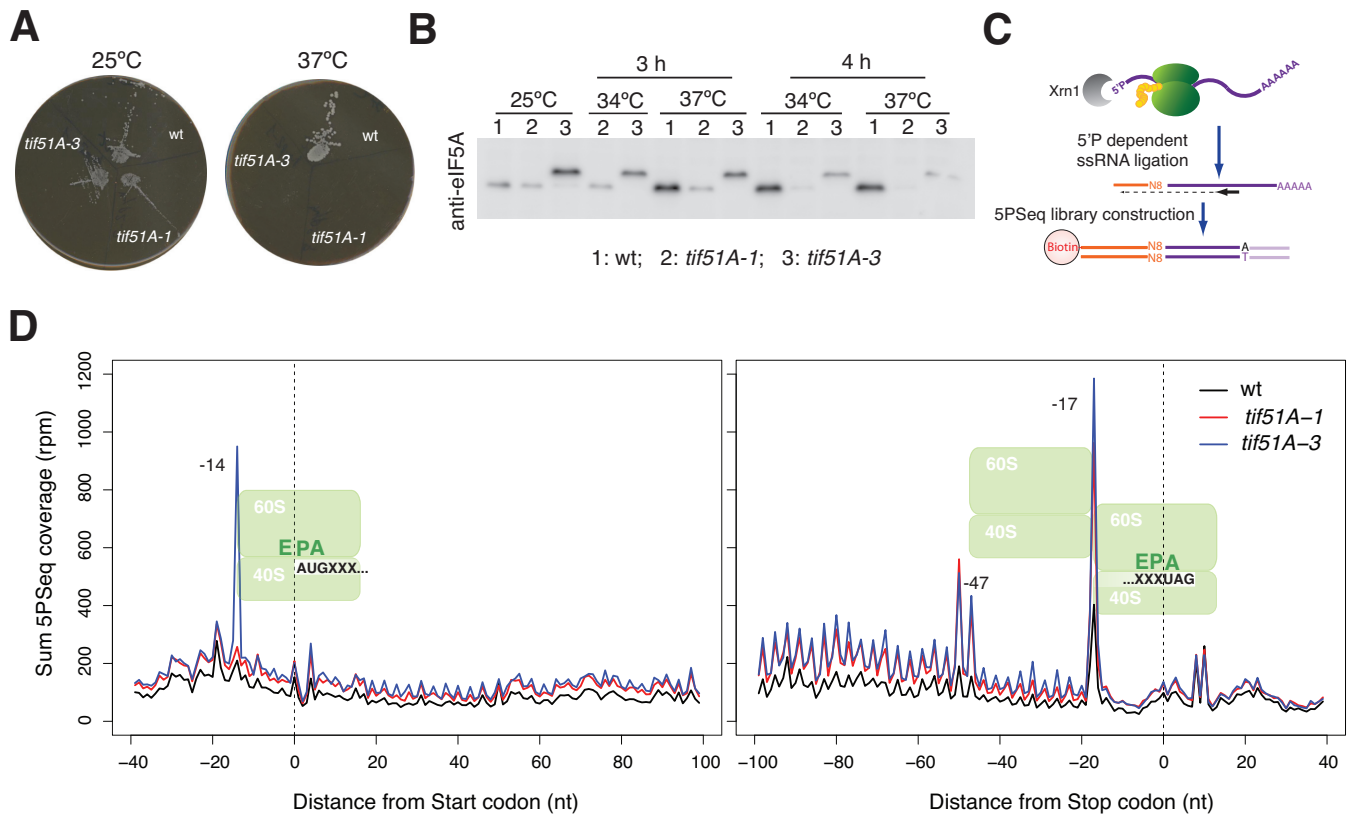 A
25ºC
37ºC
tif51A-3
wt
tif51A-1
tif51A-3
wt
tif51A-1
B
3 h
4 h
25ºC
34ºC
37ºC
34ºC
37ºC
1 2 3 2 3 1 2 3 1 2 3 1 2 3
anti-eIF5A
1: wt; 2: tif51A-1; 3: tif51A-3
C
Xrn1
5'P
AAAAAA
5'P dependent
ssRNA ligation
N8
AAAAA
5PSeq library construction
Biotin
N8
A
N8
T
D
Sum 5PSeq coverage (rpm)
1200
1000
800
600
400
200
0
-14
60S
EPA
40S
AUGXXX...
−40 −20 0 20 40 60 80 100
Distance from Start codon (nt)
-17
wt
tif51A−1
tif51A−3
60S
40S
60S
EPA
...XXXUAG
40S
-47
−100 −80 −60 −40 −20 0 20 40
Distance from Stop codon (nt)